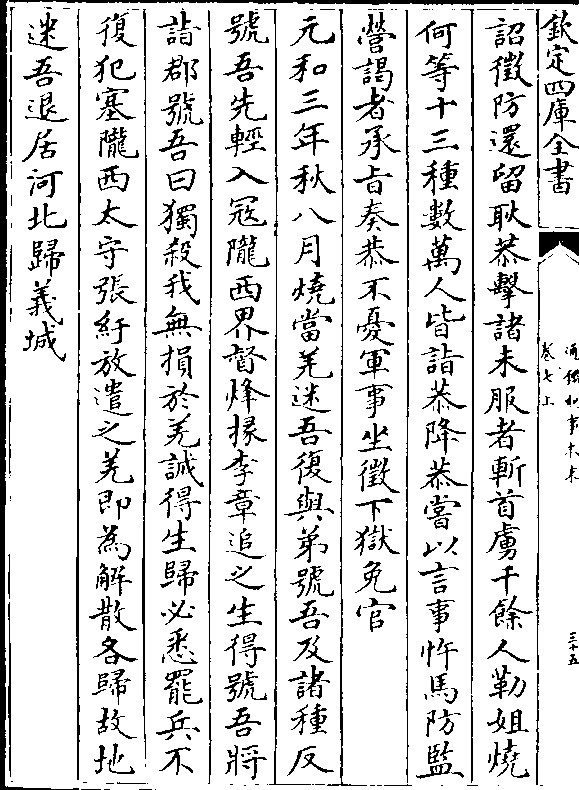 欽定四庫全書
通鑑紀事本末
卷七上
三十五
詔徵防還留耿恭擊諸未服者斬首虜千餘人勒姐燒
何等十三種數萬人皆詣恭降恭嘗以言事忤馬防監
營謁者承旨奏恭不憂軍事坐徵下獄免官
元和三年秋八月燒當羌迷吾復與弟號吾及諸種反
號吾先輕入冦隴西界督烽掾李章追之生得號吾將
詣郡號吾曰獨殺我無損於羌誠得生歸必悉罷兵不
復犯塞隴西太守張紆放遣之羌即為解散各歸故地
迷吾退居河北歸義城